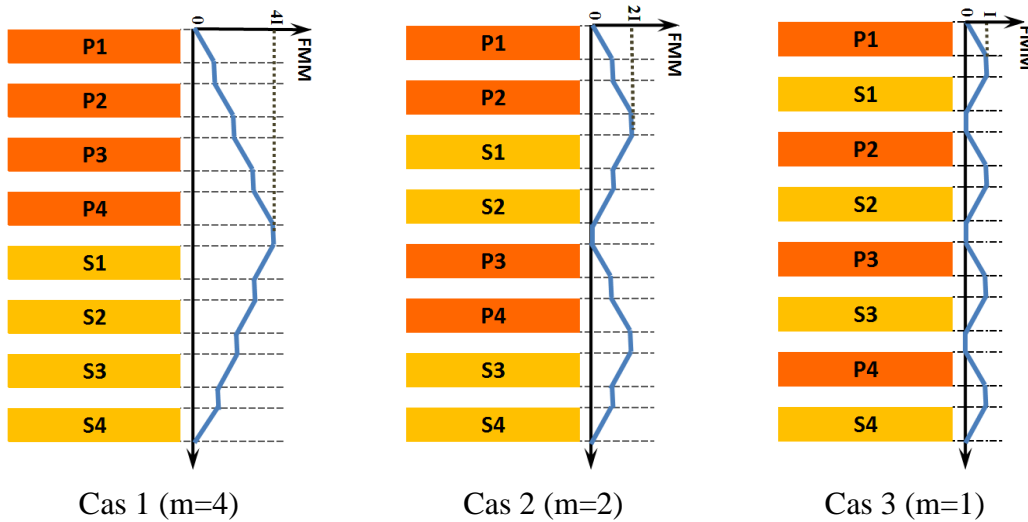 0 4I
FMM
P1
P2
P3
P4
S1
S2
S3
S4
Cas 1 (m=4)
0 2I
FMM
P1
P2
S1
S2
P3
P4
S3
S4
Cas 2 (m=2)
0 I
FMM
P1
S1
P2
S2
P3
S3
P4
S4
Cas 3 (m=1)